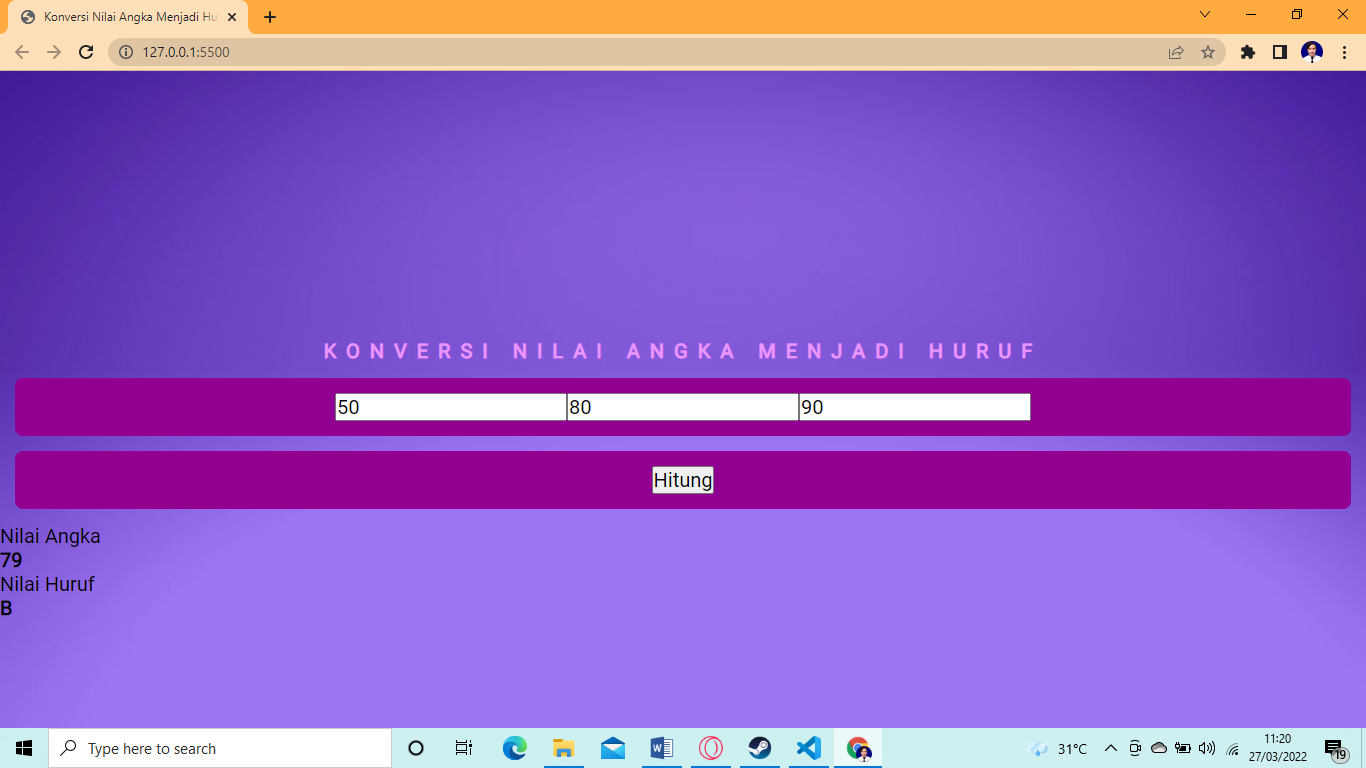 Konversi Nilai Angka Menjadi Hu
127.0.0.1:5500
KONVERSI NILAI ANGKA MENJADI HURUF
50 80 90
Hitung
Nilai Angka
79
Nilai Huruf
B
Type here to search
31°C
11:20
27/03/2022
19